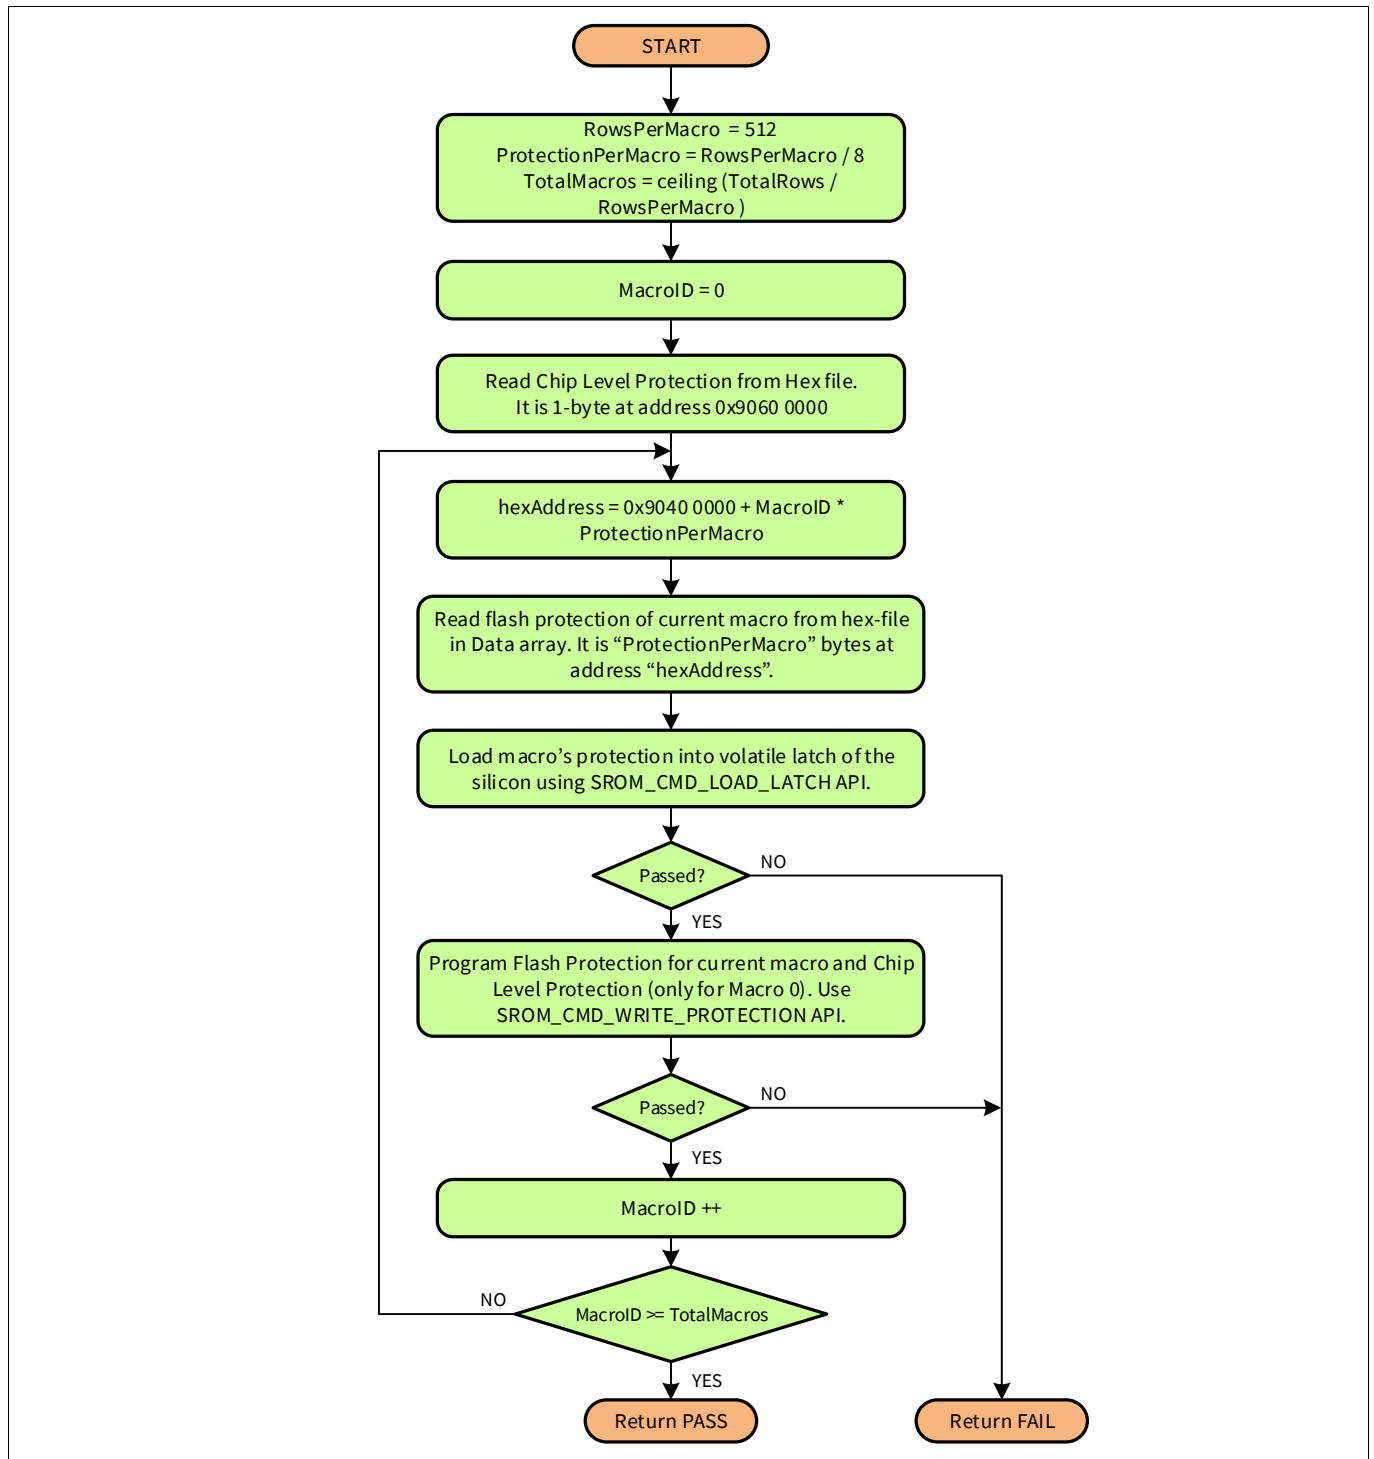 START
RowsPerMacro = 512
ProtectionPerMacro = RowsPerMacro / 8
TotalMacros = ceiling (TotalRows /
RowsPerMacro )
MacroID = 0
Read Chip Level Protection from Hex file.
It is 1-byte at address 0x9060 0000
hexAddress = 0x9040 0000 + MacroID *
ProtectionPerMacro
Read flash protection of current macro from hex-file
in Data array. It is “ProtectionPerMacro” bytes at
address “hexAddress”.
Load macro’s protection into volatile latch of the
silicon using SROM_CMD_LOAD_LATCH API.
Passed?
NO
YES
Program Flash Protection for current macro and Chip
Level Protection (only for Macro 0). Use
SROM_CMD_WRITE_PROTECTION API.
Passed?
NO
YES
MacroID ++
NO
MacroID >= TotalMacros
YES
Return PASS
Return FAIL